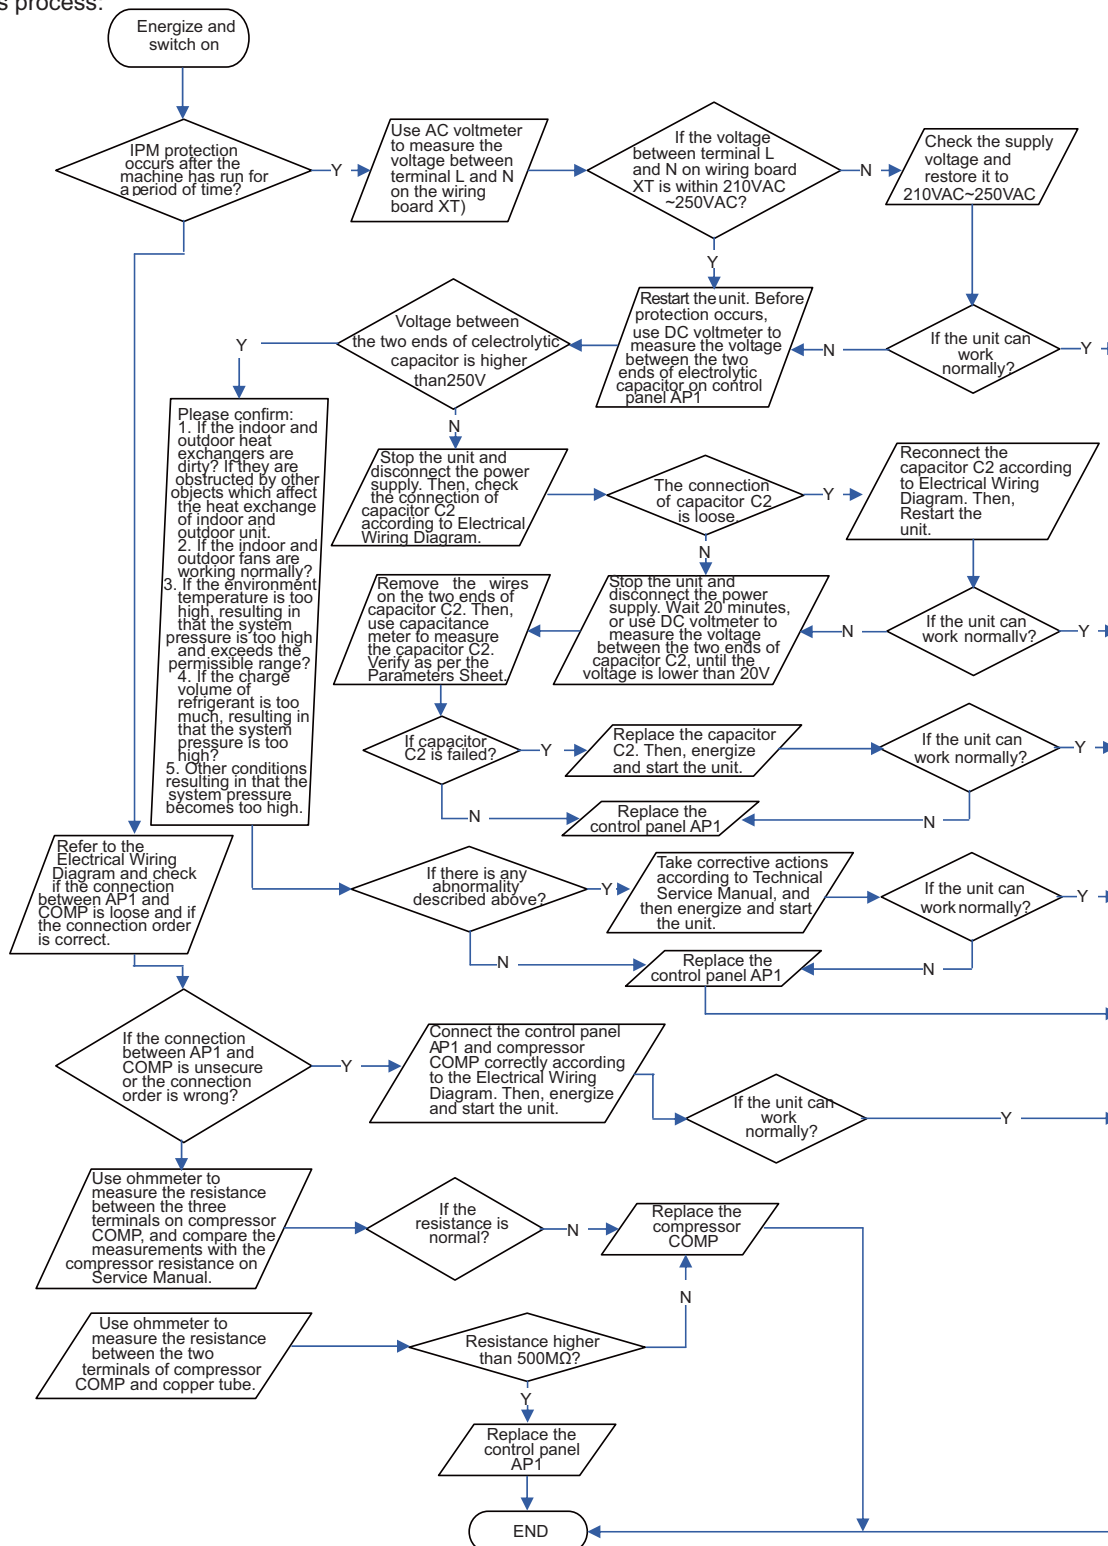 s process:
Energize and
switch on
IPM protection
occurs after the
machine has run for
a period of time?
Y
Use AC voltmeter
to measure the
voltage between
terminal L and N
on the wiring
board XT)
If the voltage
between terminal L
and N on wiring board
XT is within 210VAC
~250VAC?
N
Check the supply
voltage and
restore it to
210VAC~250VAC
Y
Restart the unit. Before
protection occurs,
use DC voltmeter to
measure the voltage
between the two
ends of electrolytic
capacitor on control
panel AP1
N
If the unit can
work
normally?
Y
Voltage between
the two ends of celectrolytic
capacitor is higher
than250V
Y
N
Please confirm:
1. If the indoor and
outdoor heat
exchangers are
dirty? If they are
obstructed by other
objects which affect
the heat exchange
of indoor and
outdoor unit.
2. If the indoor and
outdoor fans are
working normally?
3. If the environment
temperature is too
high, resulting in
that the system
pressure is too high
and exceeds the
permissible range?
4. If the charge
volume of
refrigerant is too
much, resulting in
that the system
pressure is too
high?
5. Other conditions
resulting in that the
system pressure
becomes too high.
Stop the unit and
disconnect the power
supply. Then, check
the connection of
capacitor C2
according to Electrical
Wiring Diagram.
The connection
of capacitor C2
is loose.
Y
Reconnect the
capacitor C2 according
to Electrical Wiring
Diagram. Then,
Restart the
unit.
N
Remove the wires
on the two ends of
capacitor C2. Then,
use capacitance
meter to measure
the capacitor C2.
Verify as per the
Parameters Sheet.
Stop the unit and
disconnect the power
supply. Wait 20 minutes,
or use DC voltmeter to
measure the voltage
between the two ends of
capacitor C2, until the
voltage is lower than 20V
N
If the unit can
work normally?
Y
If capacitor
C2 is failed?
Y
Replace the capacitor
C2. Then, energize
and start the unit.
If the unit can
work normally?
Y
N
Replace the
control panel AP1
N
Refer to the
Electrical Wiring
Diagram and check
if the connection
between AP1 and
COMP is loose and if
the connection order
is correct.
If there is any
abnormality
described above?
Y
Take corrective actions
according to Technical
Service Manual, and
then energize and start
the unit.
If the unit can
work normally?
Y
N
Replace the
control panel AP1
N
If the connection
between AP1 and
COMP is unsecure
or the connection
order is wrong?
Y
Connect the control panel
AP1 and compressor
COMP correctly according
to the Electrical Wiring
Diagram. Then, energize
and start the unit.
If the unit can
work
normally?
Y
Use ohmmeter to
measure the resistance
between the three
terminals on compressor
COMP, and compare the
measurements with the
compressor resistance on
Service Manual.
If the
resistance is
normal?
N
Replace the
compressor
COMP
N
Use ohmmeter to
measure the resistance
between the two
terminals of compressor
COMP and copper tube.
Resistance higher
than 500MΩ?
Y
Replace the
control panel
AP1
END